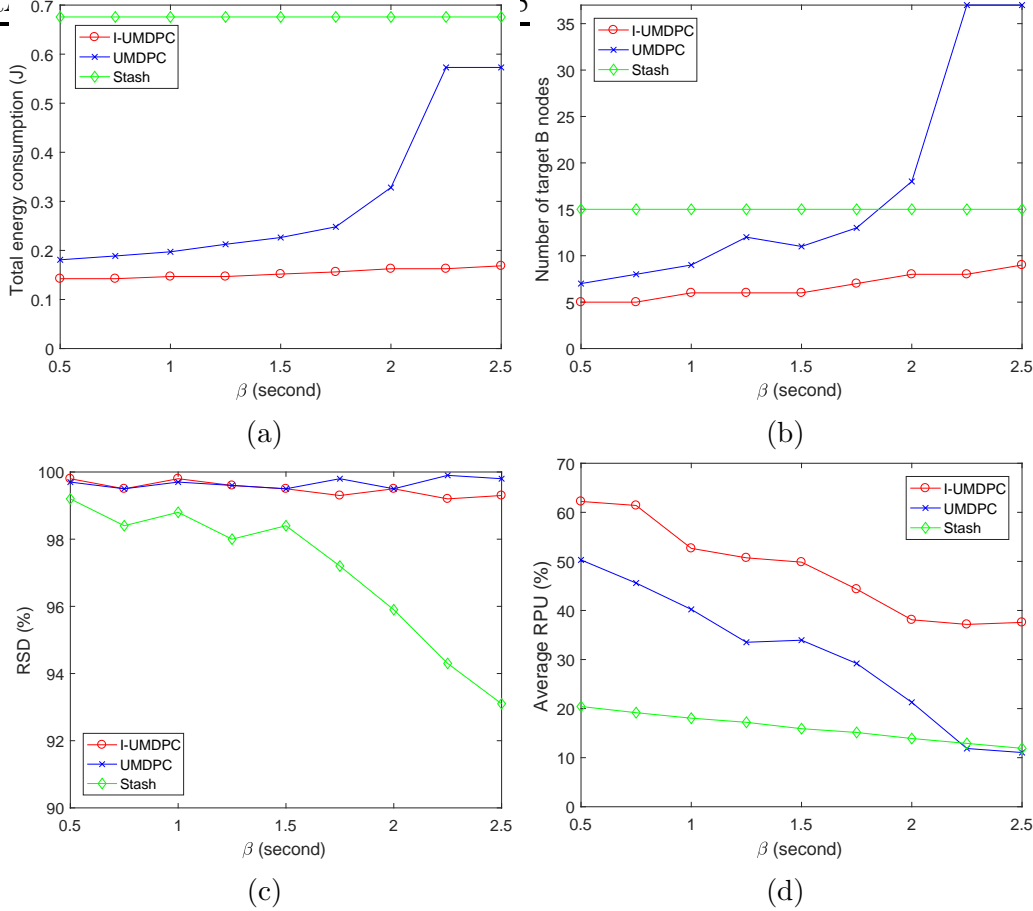 0.7
0.6
0.5
0.4
0.3
0.2
0.1
0
Total energy consumption (J)
I-UMDPC
UMDPC
Stash
0.5
1
1.5
2
2.5
β (second)
(a)
35
30
25
20
15
10
5
0
Number of target B nodes
I-UMDPC
UMDPC
Stash
0.5
1
1.5
2
2.5
β (second)
(b)
100
98
96
94
92
90
RSD (%)
I-UMDPC
UMDPC
Stash
0.5
1
1.5
2
2.5
β (second)
(c)
70
60
50
40
30
20
10
0
Average RPU (%)
I-UMDPC
UMDPC
Stash
0.5
1
1.5
2
2.5
β (second)
(d)